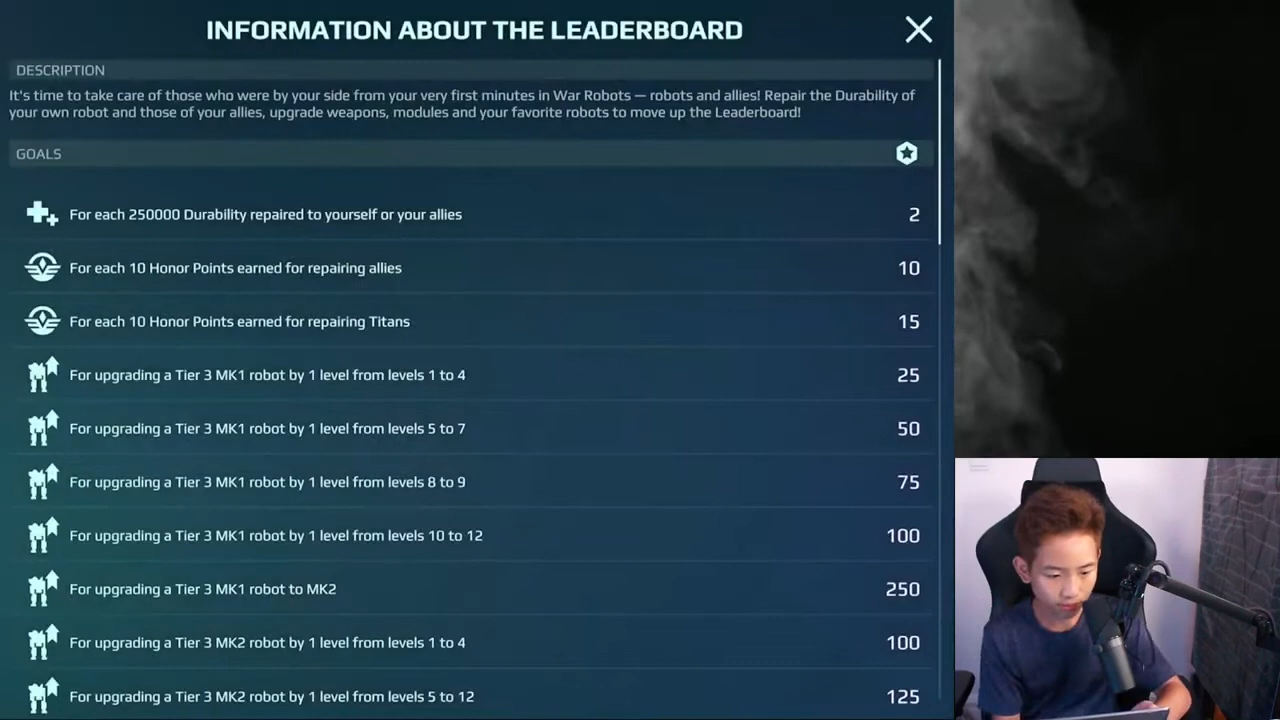 INFORMATION ABOUT THE LEADERBOARD
DESCRIPTION
It's time to take care of those who were by your side from your very first minutes in War Robots — robots and allies! Repair the Durability of
your own robot and those of your allies, upgrade weapons, modules and your favorite robots to move up the Leaderboard!
GOALS
For each 250000 Durability repaired to yourself or your allies 2
For each 10 Honor Points earned for repairing allies 10
For each 10 Honor Points earned for repairing Titans 15
For upgrading a Tier 3 MK1 robot by 1 level from levels 1 to 4 25
For upgrading a Tier 3 MK1 robot by 1 level from levels 5 to 7 50
For upgrading a Tier 3 MK1 robot by 1 level from levels 8 to 9 75
For upgrading a Tier 3 MK1 robot by 1 level from levels 10 to 12 100
For upgrading a Tier 3 MK1 robot to MK2 250
For upgrading a Tier 3 MK2 robot by 1 level from levels 1 to 4 100
For upgrading a Tier 3 MK2 robot by 1 level from levels 5 to 12 125